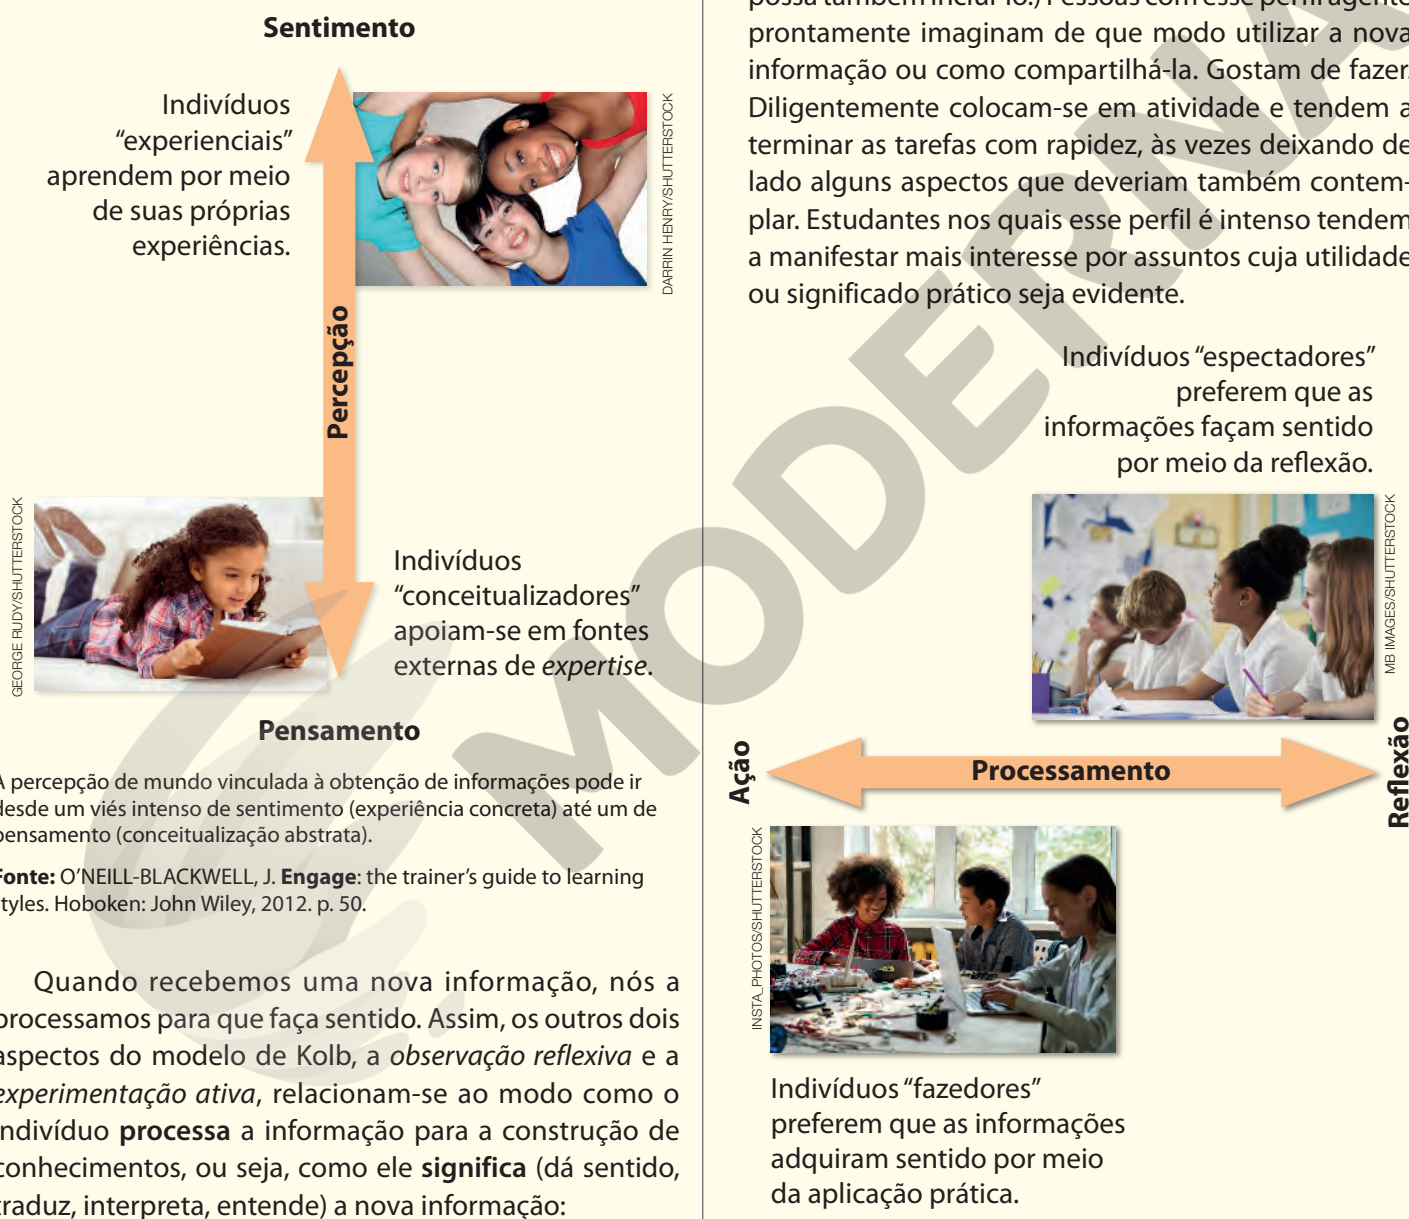 Sentimento
Indivíduos
“experienciais”
aprendem por meio
de suas próprias
experiências.
DARRIN HENRY/SHUTTERSTOCK
Percepção
GEORGE RUDY/SHUTTERSTOCK
Indivíduos
“conceitualizadores”
apoiam-se em fontes
externas de expertise.
Pensamento
A percepção de mundo vinculada à obtenção de informações pode ir
desde um viés intenso de sentimento (experiência concreta) até um de
pensamento (conceitualização abstrata).
Fonte: O’NEILL-BLACKWELL, J. Engage: the trainer’s guide to learning
styles. Hoboken: John Wiley, 2012. p. 50.
Quando recebemos uma nova informação, nós a
processamos para que faça sentido. Assim, os outros dois
aspectos do modelo de Kolb, a observação reflexiva e a
experimentação ativa, relacionam-se ao modo como o
indivíduo processa a informação para a construção de
conhecimentos, ou seja, como ele significa (dá sentido,
traduz, interpreta, entende) a nova informação:
possa também incluí-lo.) Pessoas com esse perfil agente
prontamente imaginam de que modo utilizar a nova
informação ou como compartilhá-la. Gostam de fazer.
Diligentemente colocam-se em atividade e tendem a
terminar as tarefas com rapidez, às vezes deixando de
lado alguns aspectos que deveriam também contem-
plar. Estudantes nos quais esse perfil é intenso tendem
a manifestar mais interesse por assuntos cuja utilidade
ou significado prático seja evidente.
Indivíduos “espectadores”
preferem que as
informações façam sentido
por meio da reflexão.
MB IMAGES/SHUTTERSTOCK
Ação
Processamento
Reflexão
INSTA_PHOTOS/SHUTTERSTOCK
Indivíduos “fazedores”
preferem que as informações
adquiram sentido por meio
da aplicação prática.
MODERNA